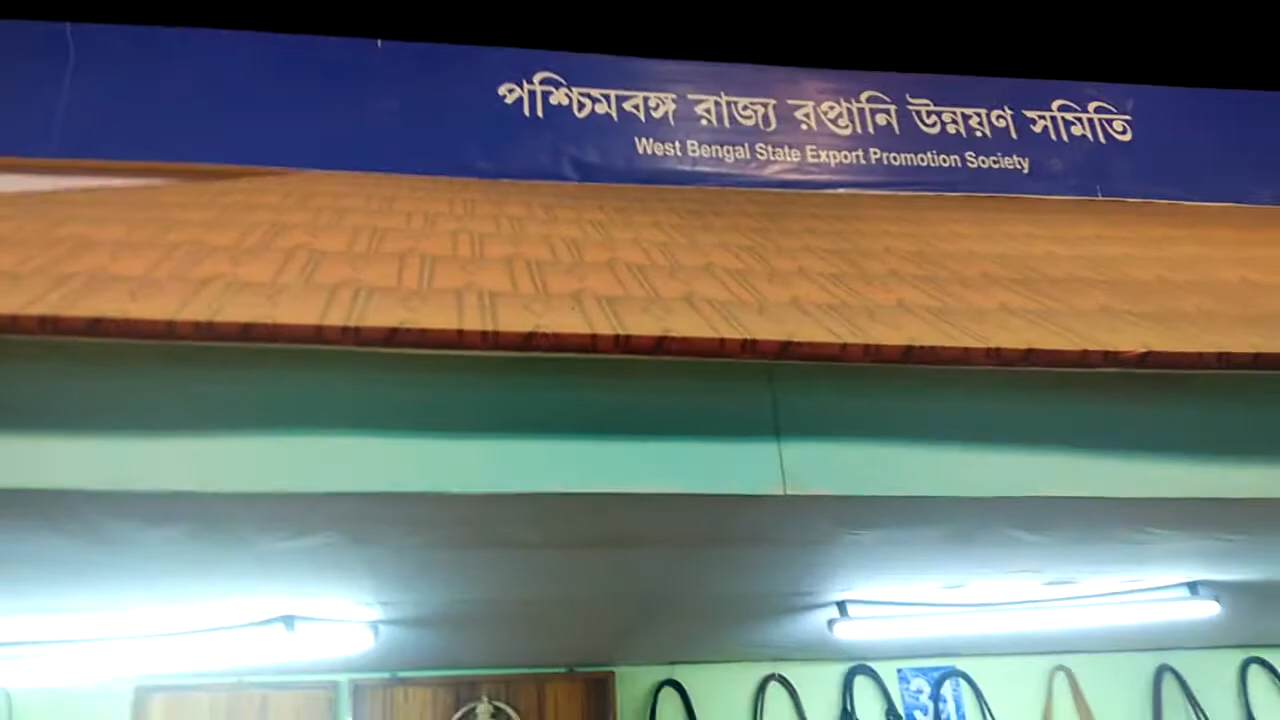 পশ্চিমবঙ্গ রাজ্য রপ্তানি উন্নয়ণ সমিতি
West Bengal State Export Promotion Society